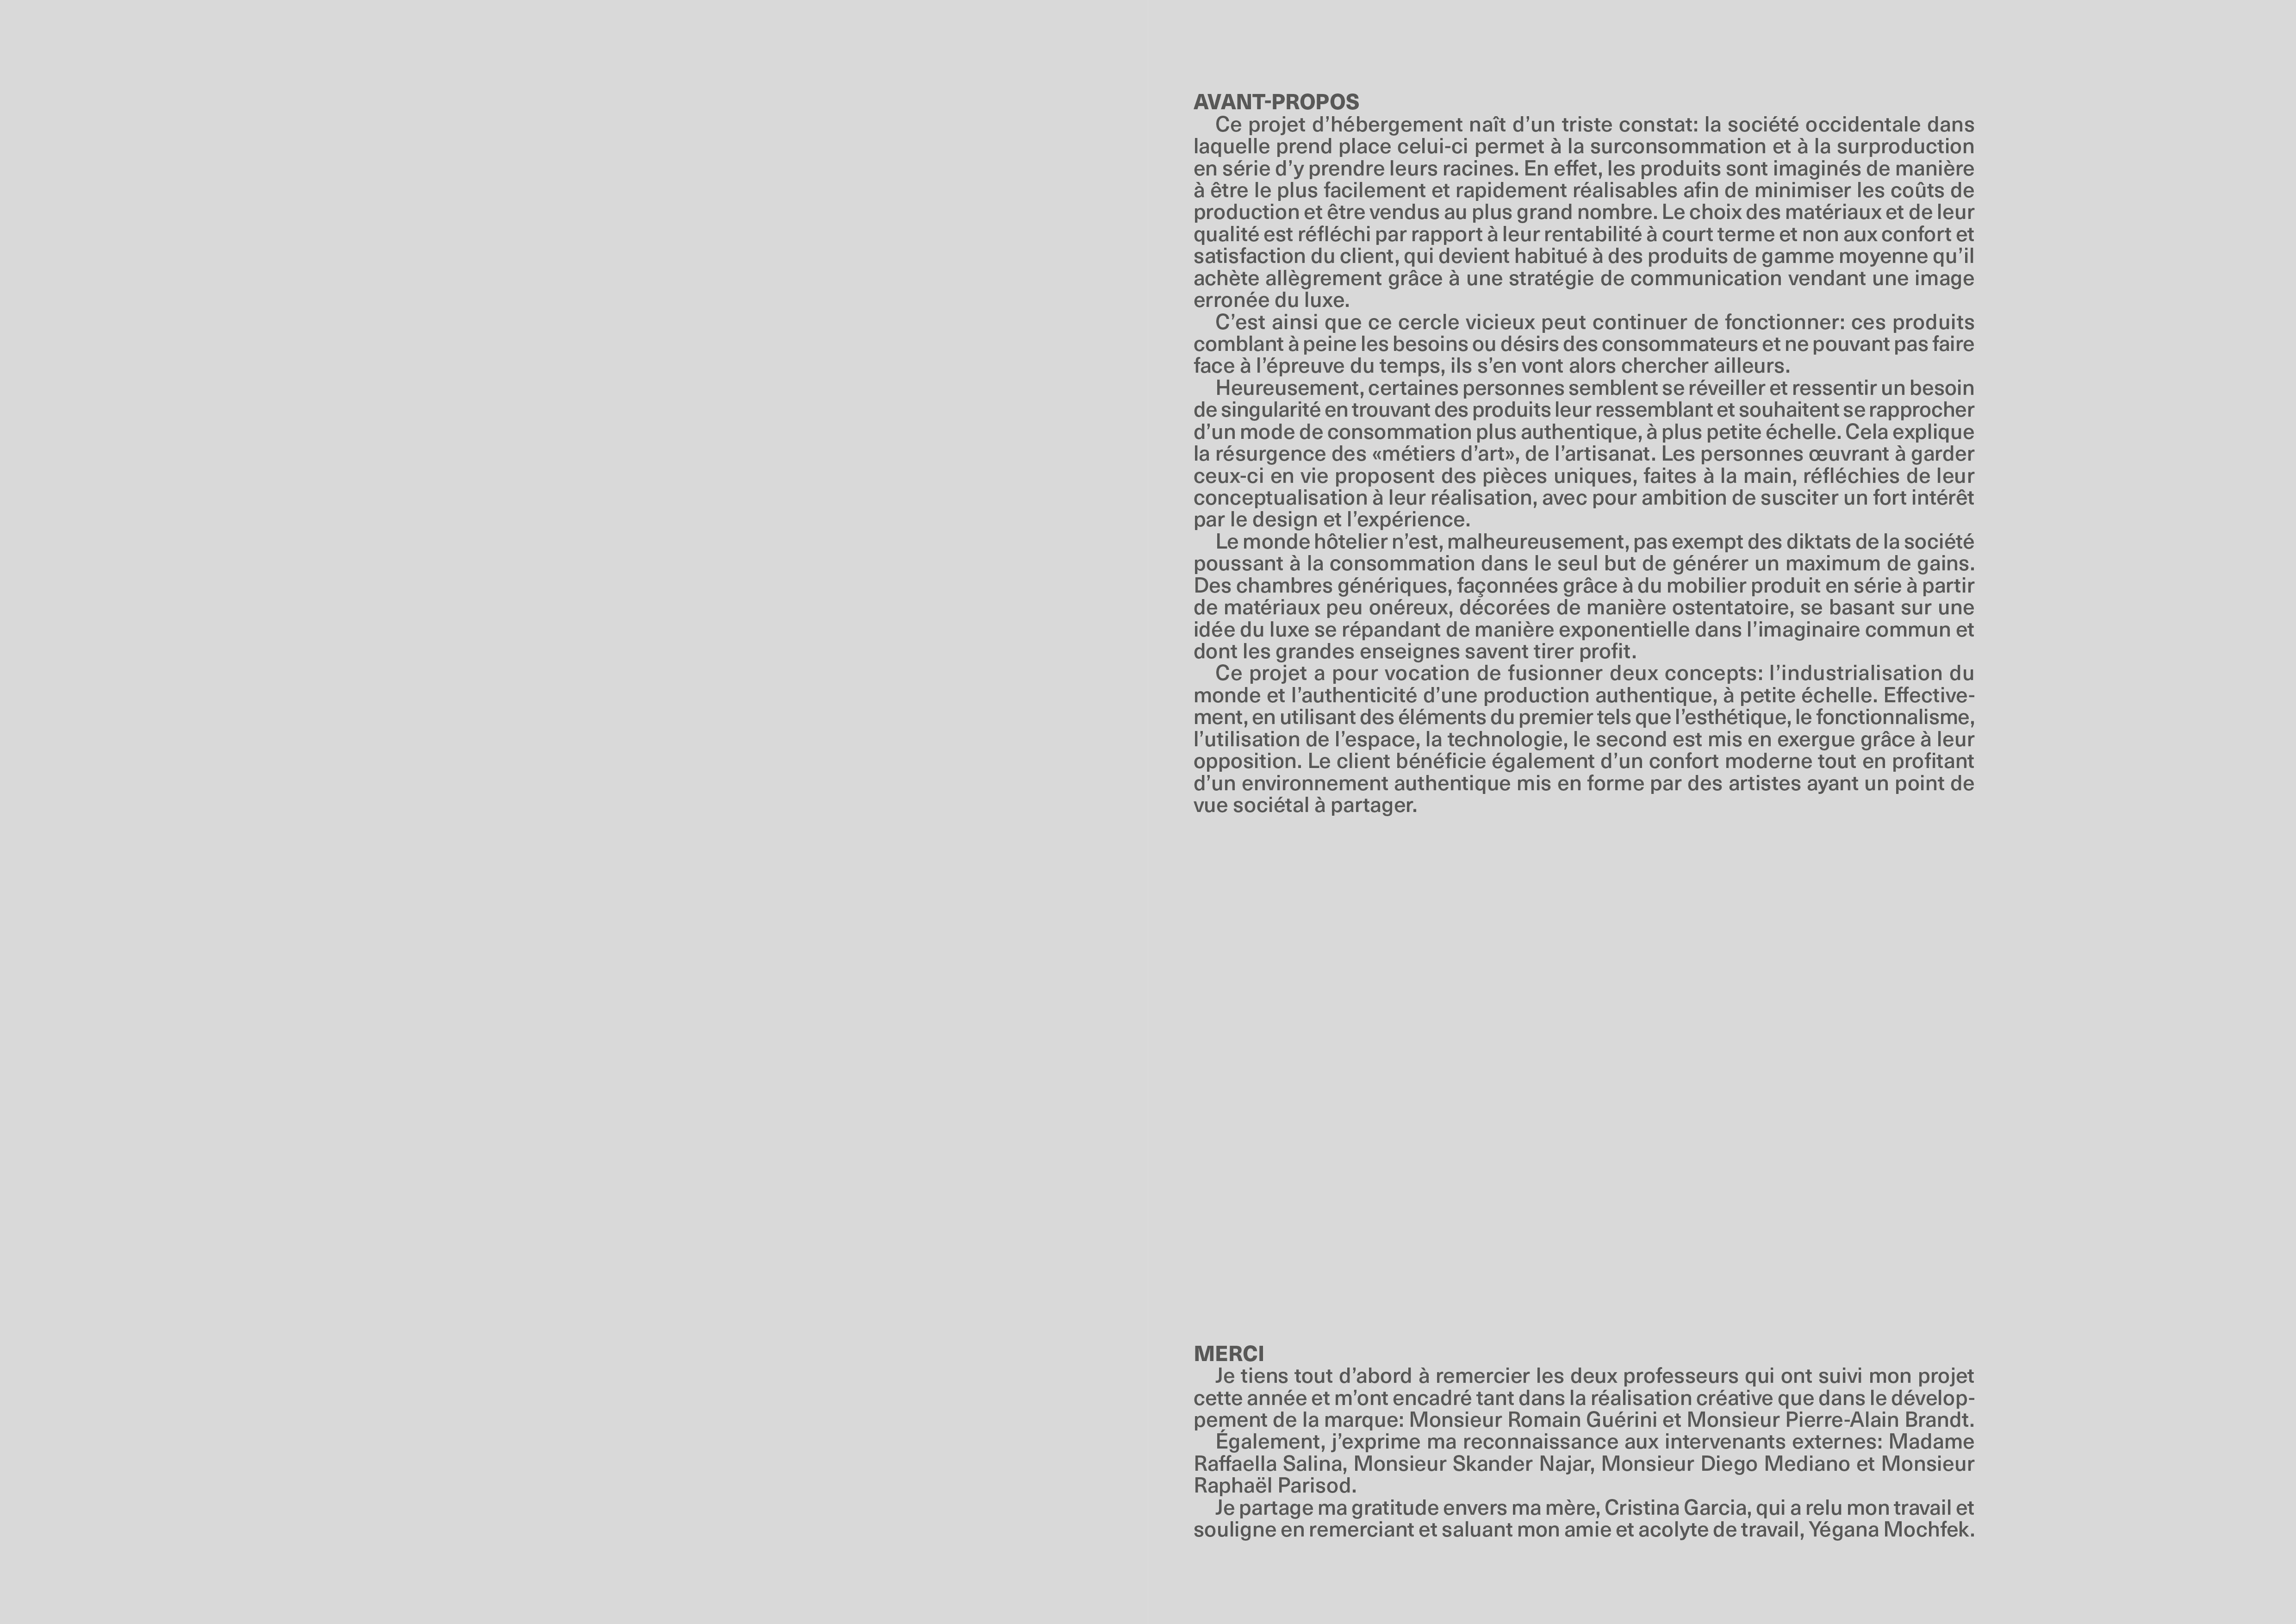 AVANT-PROPOS
Ce projet d’hébergement naît d’un triste constat: la société occidentale dans
laquelle prend place celui-ci permet à la surconsommation et à la surproduction
en série d’y prendre leurs racines. En effet, les produits sont imaginés de manière
à être le plus facilement et rapidement réalisables afin de minimiser les coûts de
production et être vendus au plus grand nombre. Le choix des matériaux et de leur
qualité est réfléchi par rapport à leur rentabilité à court terme et non aux confort et
satisfaction du client, qui devient habitué à des produits de gamme moyenne qu’il
achète allègrement grâce à une stratégie de communication vendant une image
erronée du luxe.
C’est ainsi que ce cercle vicieux peut continuer de fonctionner: ces produits
comblant à peine les besoins ou désirs des consommateurs et ne pouvant pas faire
face à l’épreuve du temps, ils s’en vont alors chercher ailleurs.
Heureusement, certaines personnes semblent se réveiller et ressentir un besoin
de singularité en trouvant des produits leur ressemblant et souhaitent se rapprocher
d’un mode de consommation plus authentique, à plus petite échelle. Cela explique
la résurgence des «métiers d’art», de l’artisanat. Les personnes œuvrant à garder
ceux-ci en vie proposent des pièces uniques, faites à la main, réfléchies de leur
conceptualisation à leur réalisation, avec pour ambition de susciter un fort intérêt
par le design et l’expérience.
Le monde hôtelier n’est, malheureusement, pas exempt des diktats de la société
poussant à la consommation dans le seul but de générer un maximum de gains.
Des chambres génériques, façonnées grâce à du mobilier produit en série à partir
de matériaux peu onéreux, décorées de manière ostentatoire, se basant sur une
idée du luxe se répandant de manière exponentielle dans l’imaginaire commun et
dont les grandes enseignes savent tirer profit.
Ce projet a pour vocation de fusionner deux concepts: l’industrialisation du
monde et l’authenticité d’une production authentique, à petite échelle. Effective-
ment, en utilisant des éléments du premier tels que l’esthétique, le fonctionnalisme,
l’utilisation de l’espace, la technologie, le second est mis en exergue grâce à leur
opposition. Le client bénéficie également d’un confort moderne tout en profitant
d’un environnement authentique mis en forme par des artistes ayant un point de
vue sociétal à partager.
MERCI
Je tiens tout d’abord à remercier les deux professeurs qui ont suivi mon projet
cette année et m’ont encadré tant dans la réalisation créative que dans le dévelop-
pement de la marque: Monsieur Romain Guérini et Monsieur Pierre-Alain Brandt.
Également, j’exprime ma reconnaissance aux intervenants externes: Madame
Raffaella Salina, Monsieur Skander Najar, Monsieur Diego Mediano et Monsieur
Raphaël Parisod.
Je partage ma gratitude envers ma mère, Cristina Garcia, qui a relu mon travail et
souligne en remerciant et saluant mon amie et acolyte de travail, Yégana Mochfek.